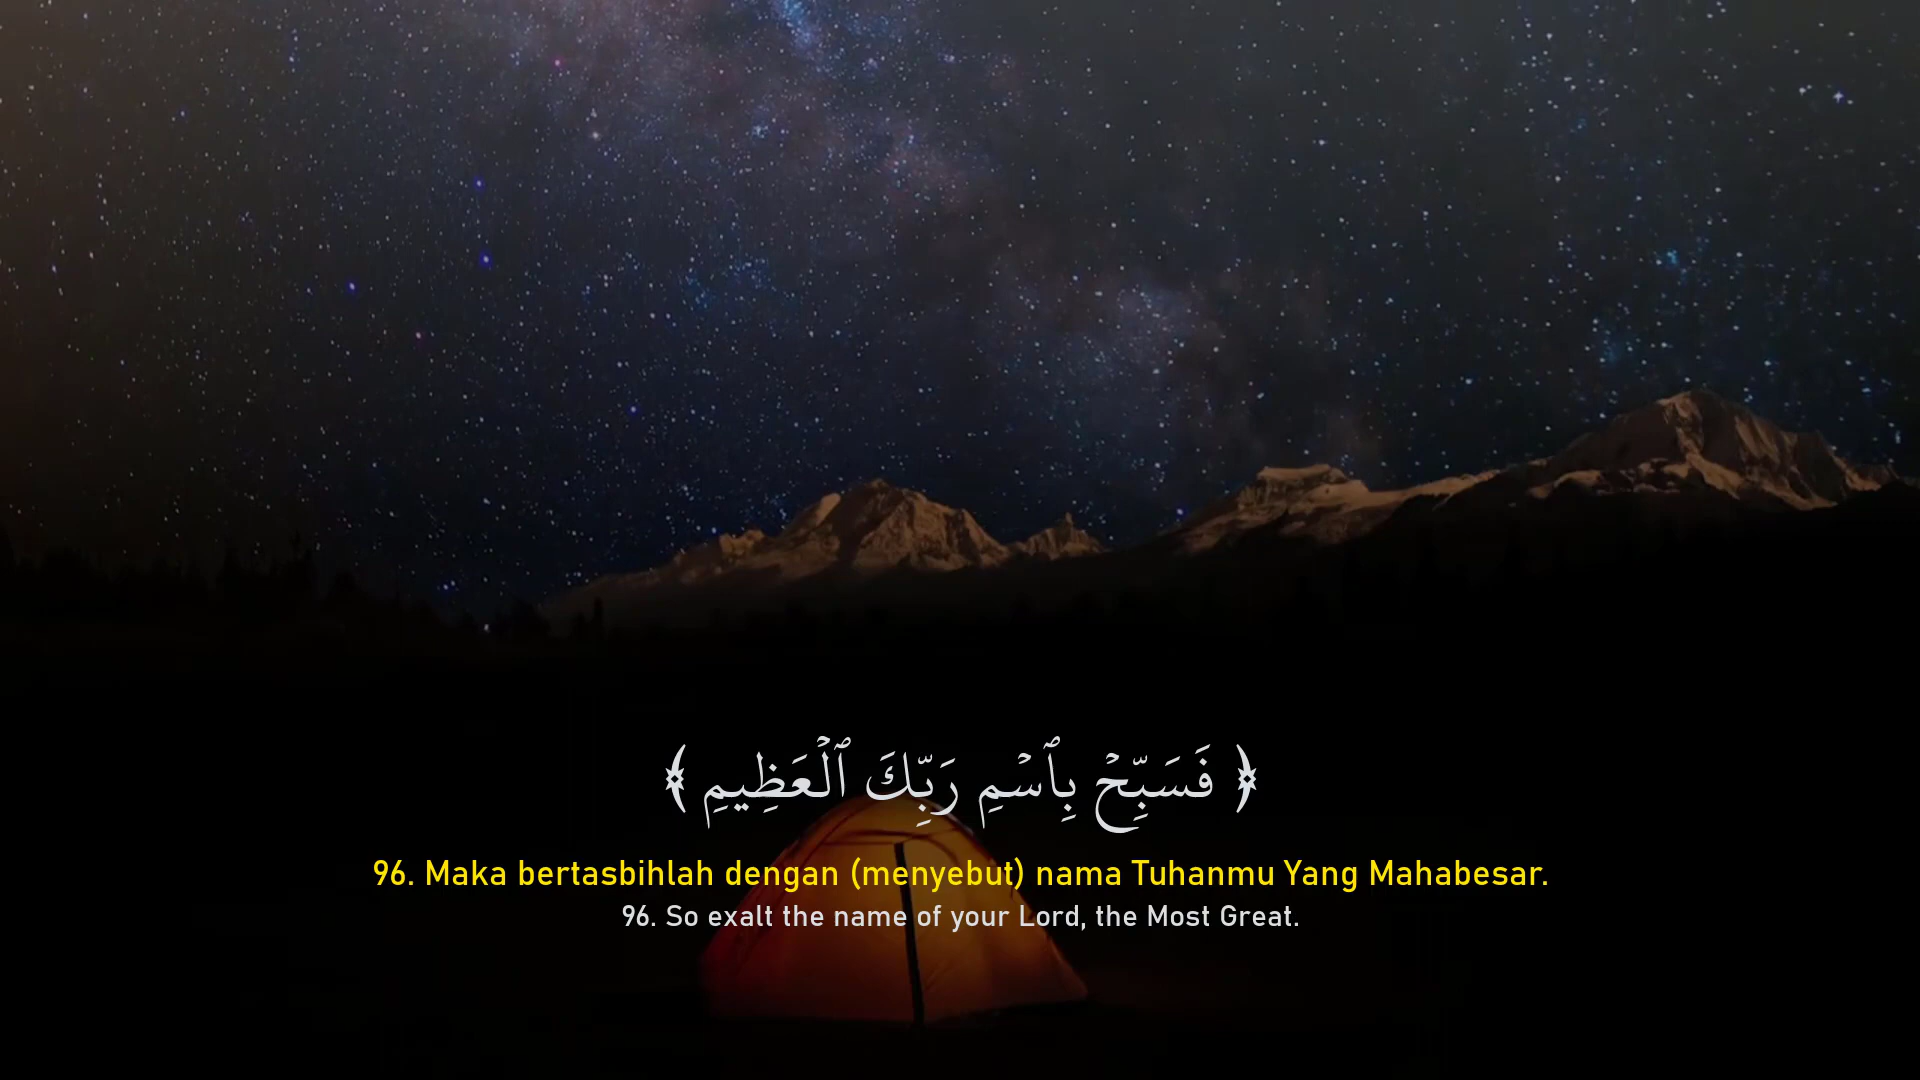 ﴿ فَسَبِّحْ بِٱسْمِ رَبِّكَ ٱلْعَظِيمِ ﴾
96. Maka bertasbihlah dengan (menyebut) nama Tuhanmu Yang Mahabesar.
96. So exalt the name of your Lord, the Most Great.